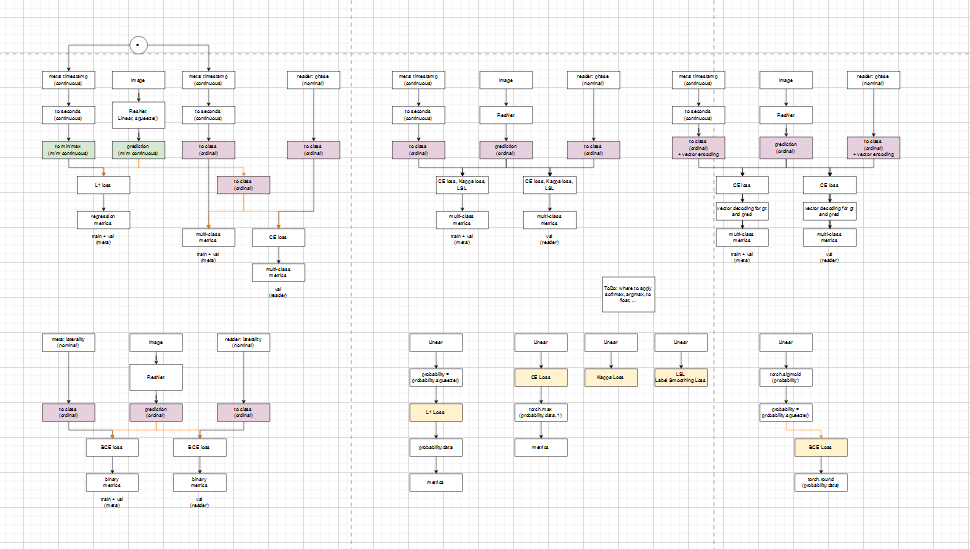 meta: timestamp
(continuous)
Image
meta: timestamp
(continuous)
reader: phase
(nominal)
meta: timestamp
(continuous)
Image
reader: phase
(nominal)
meta: timestamp
(continuous)
Image
reader: phase
(nominal)
to seconds
(continuous)
ResNet
Linear, squeeze()
to seconds
(continuous)
to seconds
(continuous)
ResNet
to seconds
(continuous)
ResNet
to minmax
(mim continuous)
prediction
(mim continuous)
to class
(ordinal)
to class
(ordinal)
to class
(ordinal)
prediction
(ordinal)
to class
(ordinal)
to class
(ordinal)
+ vector encoding
prediction
(ordinal)
to class
(ordinal)
+ vector encoding
L1 loss
to class
(ordinal)
CE loss, Kappa loss,
LSL
CE loss, Kappa loss,
LSL
CE loss
CE loss
regression
metrics
train + val
(meta)
multi-class
metrics
train + val
(meta)
CE loss
multi-class
metrics
val
(reader)
multi-class
metrics
train + val
(meta)
multi-class
metrics
val
(reader)
vector decoding for gt
and pred
vector decoding for gt
and pred
multi-class
metrics
train + val
(meta)
multi-class
metrics
val
(reader)
ToDo: where to apply
softmax, argmax, to
float, ...
meta: laterality
(nominal)
Image
reader: laterality
(nominal)
ResNet
to class
(ordinal)
prediction
(ordinal)
to class
(ordinal)
BCE loss
BCE loss
binary
metrics
train + val
(meta)
binary
metrics
val
(reader)
Linear
Linear
Linear
Linear
Linear
probability =
probability.squeeze()
CE Loss
Kappa Loss
LSL
Label Smoothing Loss
torch.sigmoid
(probability)
L1 Loss
torch.max
(probability.data, 1)
probability =
probability.squeeze()
probability.data
metrics
BCE Loss
metrics
torch.round
(probability.data)